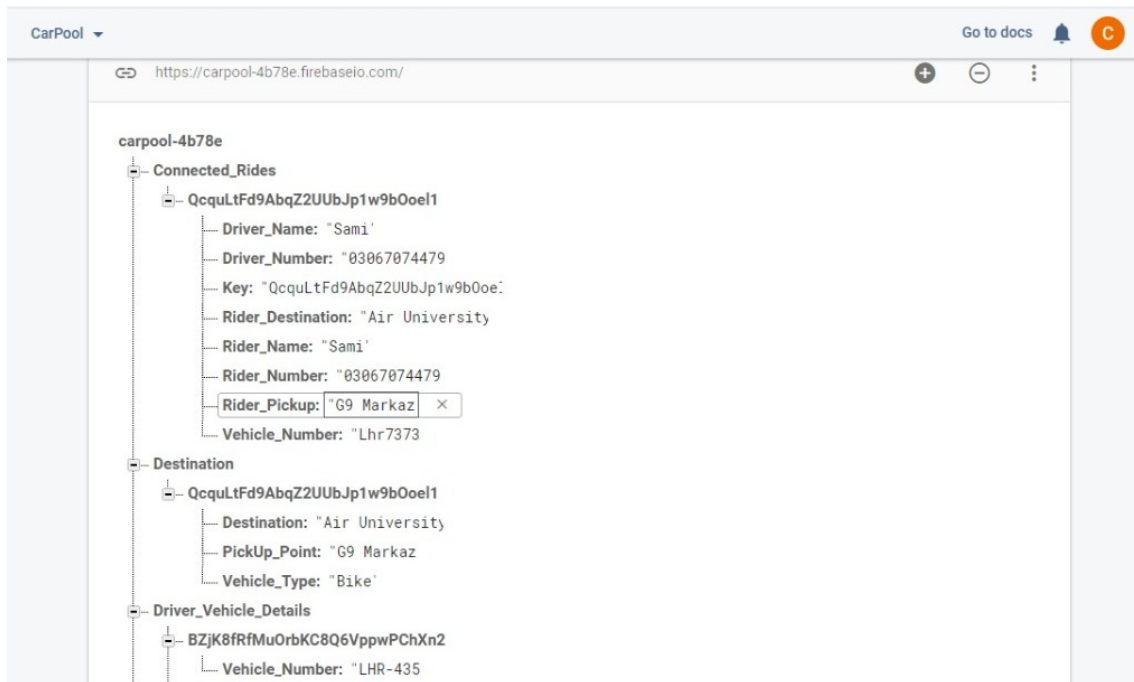 CarPool
Go to docs
C
https://carpool-4b78e.firebaseio.com/
carpool-4b78e
Connected_Rides
QcquLtFd9AbqZ2UUbJp1w9bOoel1
Driver_Name: "Sami'
Driver_Number: "03067074479
Key: "QcquLtFd9AbqZ2UUbJp1w9bOoel
Rider_Destination: "Air University
Rider_Name: "Sami'
Rider_Number: "03067074479
Rider_Pickup: "G9 Markaz ×
Vehicle_Number: "Lhr7373
Destination
QcquLtFd9AbqZ2UUbJp1w9bOoel1
Destination: "Air University
PickUp_Point: "G9 Markaz
Vehicle_Type: "Bike'
Driver_Vehicle_Details
BZjK8fRfMuOrbKC8Q6VppwPChXn2
Vehicle_Number: "LHR-435